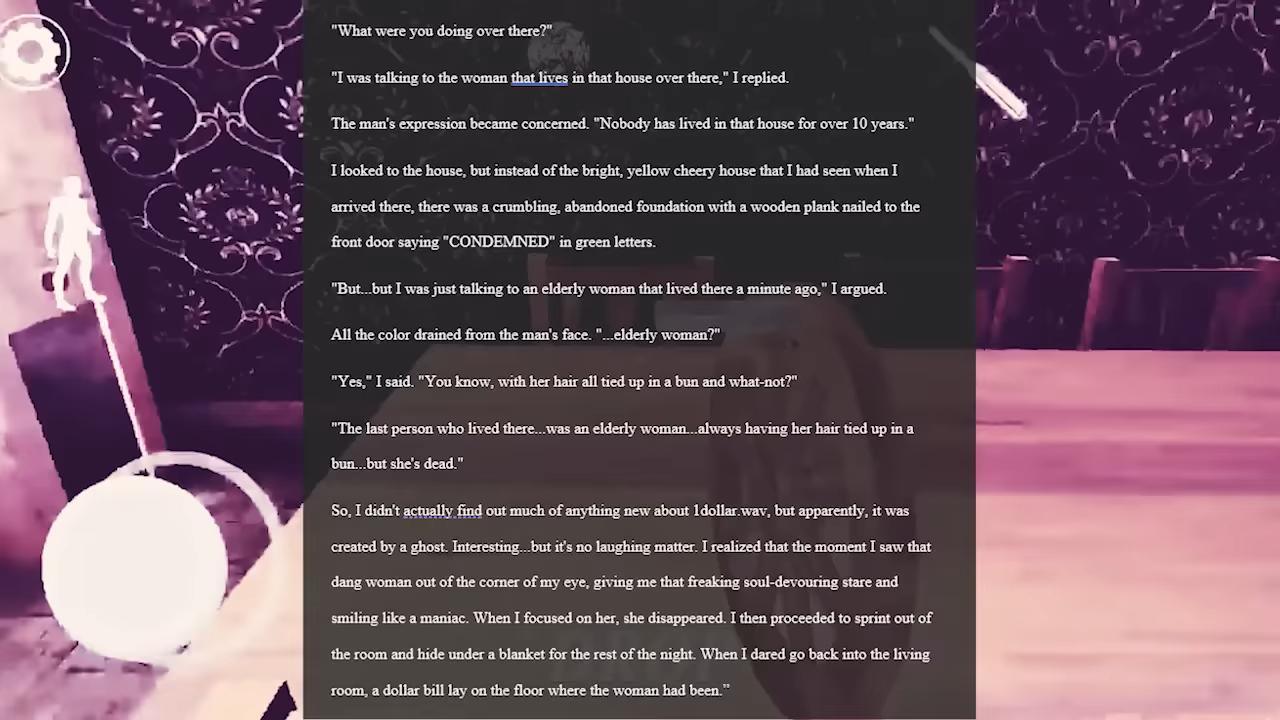 "What were you doing over there?"
"I was talking to the woman that lives in that house over there," I replied.
The man's expression became concerned. "Nobody has lived in that house for over 10 years."
I looked to the house, but instead of the bright, yellow cheery house that I had seen when I
arrived there, there was a crumbling, abandoned foundation with a wooden plank nailed to the
front door saying "CONDEMNED" in green letters.
"But...but I was just talking to an elderly woman that lived there a minute ago," I argued.
All the color drained from the man's face. "...elderly woman?"
"Yes," I said. "You know, with her hair all tied up in a bun and what-not?"
"The last person who lived there...was an elderly woman...always having her hair tied up in a
bun...but she's dead."
So, I didn't actually find out much of anything new about 1dollar.wav, but apparently, it was
created by a ghost. Interesting...but it's no laughing matter. I realized that the moment I saw that
dang woman out of the corner of my eye, giving me that freaking soul-devouring stare and
smiling like a maniac. When I focused on her, she disappeared. I then proceeded to sprint out of
the room and hide under a blanket for the rest of the night. When I dared go back into the living
room, a dollar bill lay on the floor where the woman had been.”